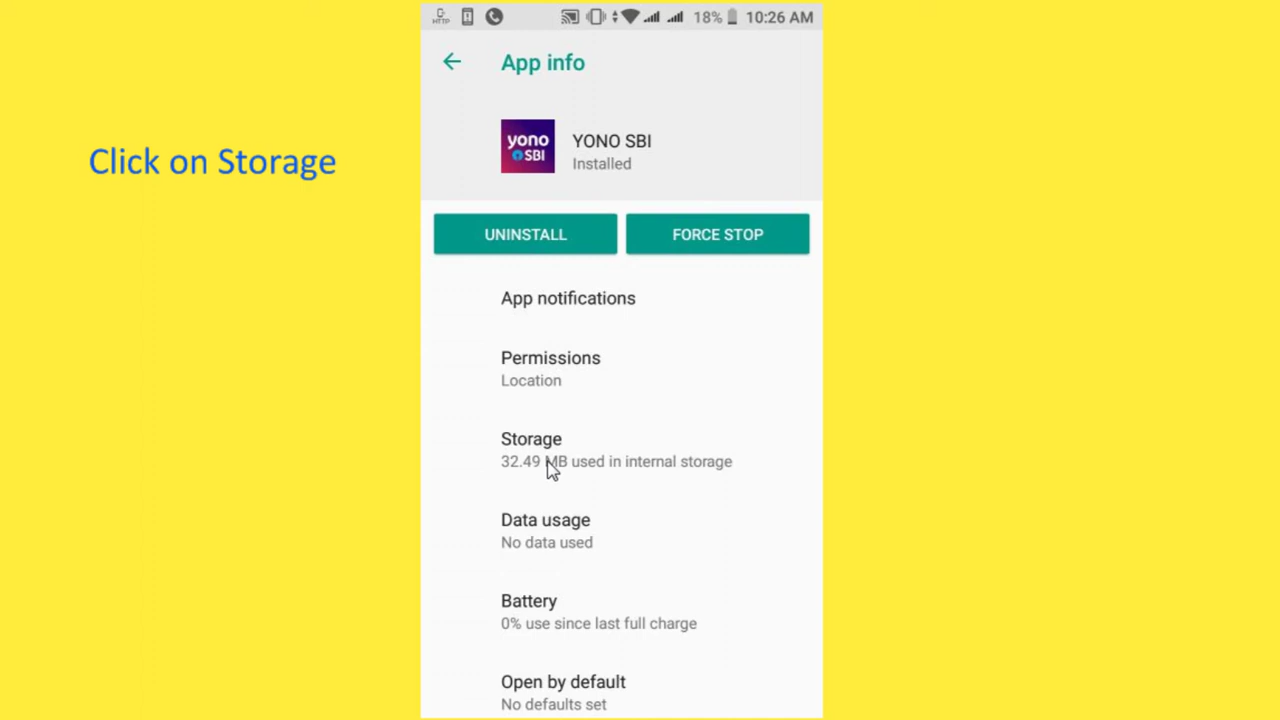 HTTP
18%
10:26 AM
App info
Click on Storage
yono
SBI
YONO SBI
Installed
UNINSTALL
FORCE STOP
App notifications
Permissions
Location
Storage
32.49 MB used in internal storage
Data usage
No data used
Battery
0% use since last full charge
Open by default
No defaults set